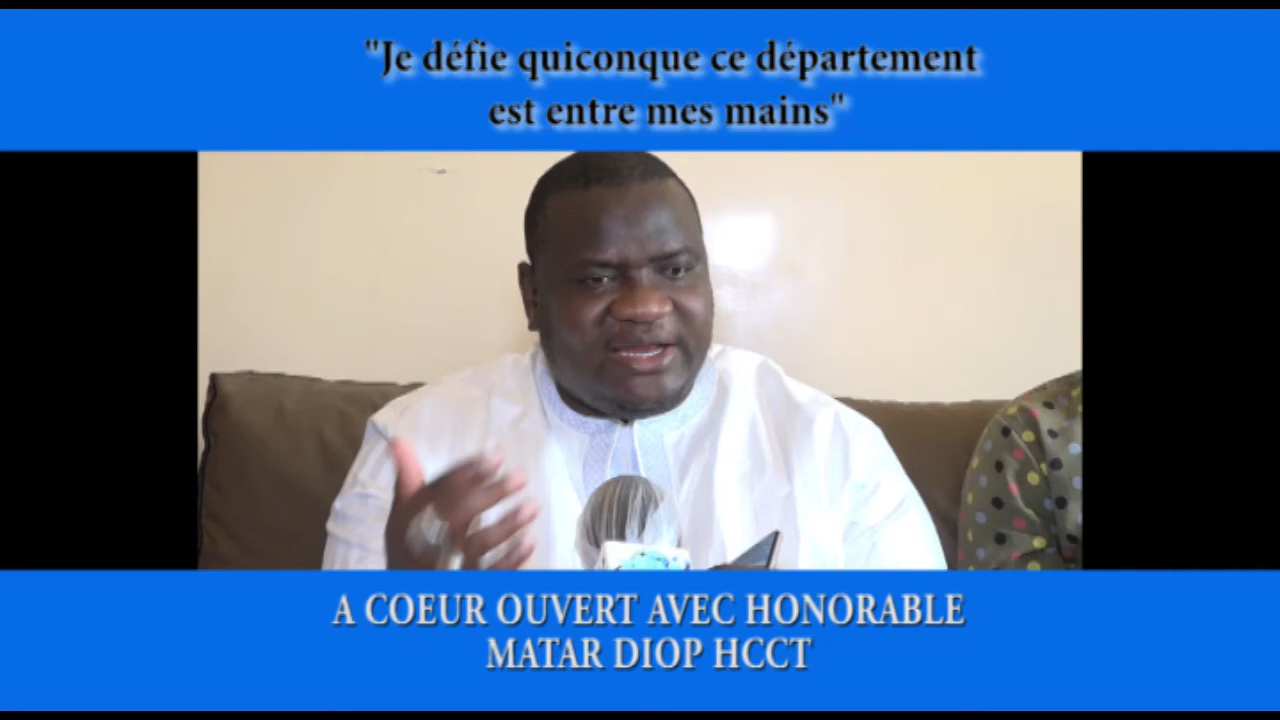 "Je défie quiconque ce département
est entre mes mains"
A COEUR OUVERT AVEC HONORABLE
MATAR DIOP HCCT